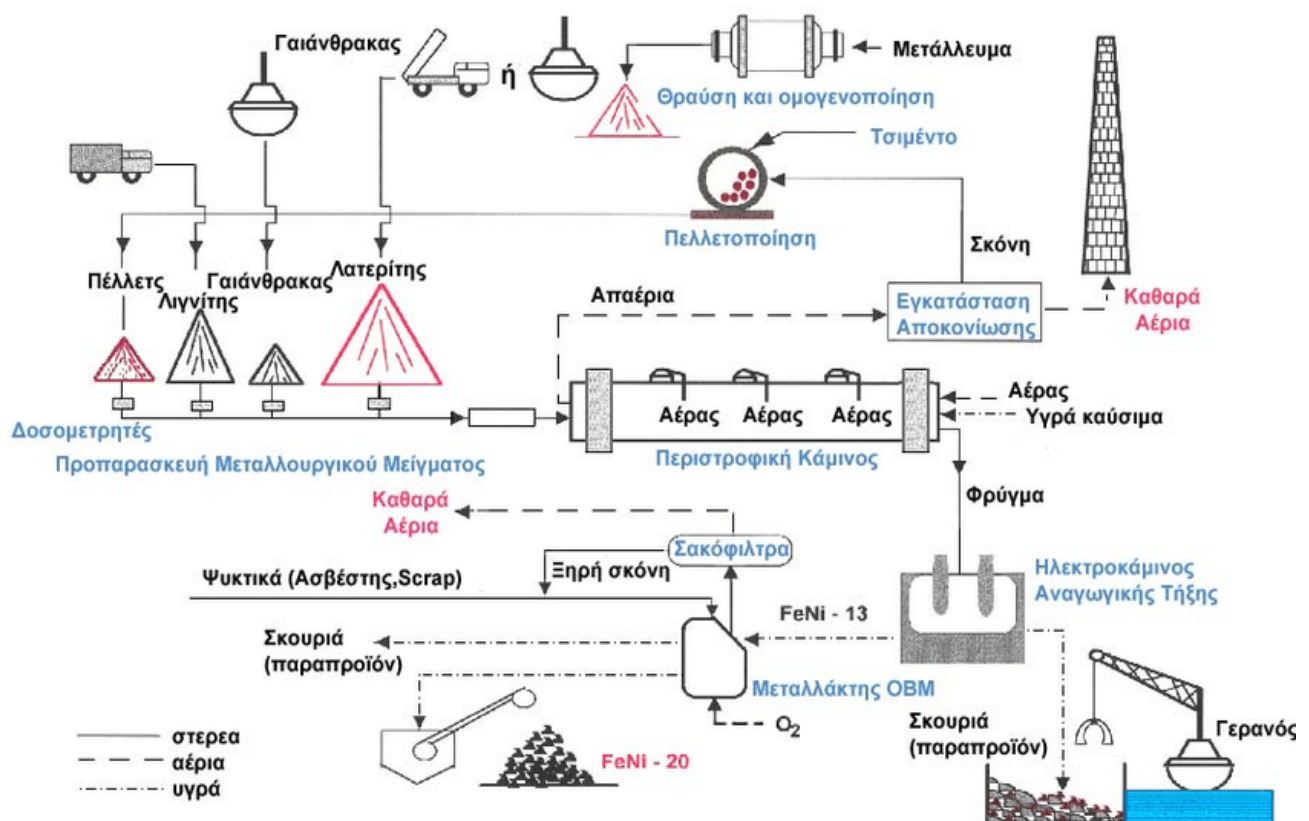 Γαιάνθρακας
ή
Μετάλλευμα
Θραύση και ομογενοποίηση
Τσιμέντο
Πελλετοποίηση
Σκόνη
Πέλλετς
Λιγνίτης
Γαιάνθρακας
Λατερίτης
Απαέρια
Εγκατάσταση
Αποκονίωσης
Καθαρά
Αέρια
Αέρας
Αέρας
Αέρας
Αέρας
Υγρά καύσιμα
Δοσομετρητές
Προπαρασκευή Μεταλλουργικού Μείγματος
Περιστροφική Κάμινος
Φρύγμα
Καθαρά
Αέρια
Σακόφιλτρα
Ξηρή σκόνη
Ψυκτικά (Ασβέστης,Scrap)
Ηλεκτροκάμινος
Αναγωγικής Τήξης
FeNi - 13
Σκουριά
(παραπροϊόν)
Μεταλλάκτης OBM
O2
Σκουριά
(παραπροϊόν)
Γερανός
FeNi - 20
στερεα
αέρια
υγρά